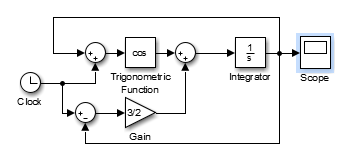 +
+
cos
+
+
1
s
Trigonometric
Function
Integrator
Scope
Clock
+
−
3/2
Gain